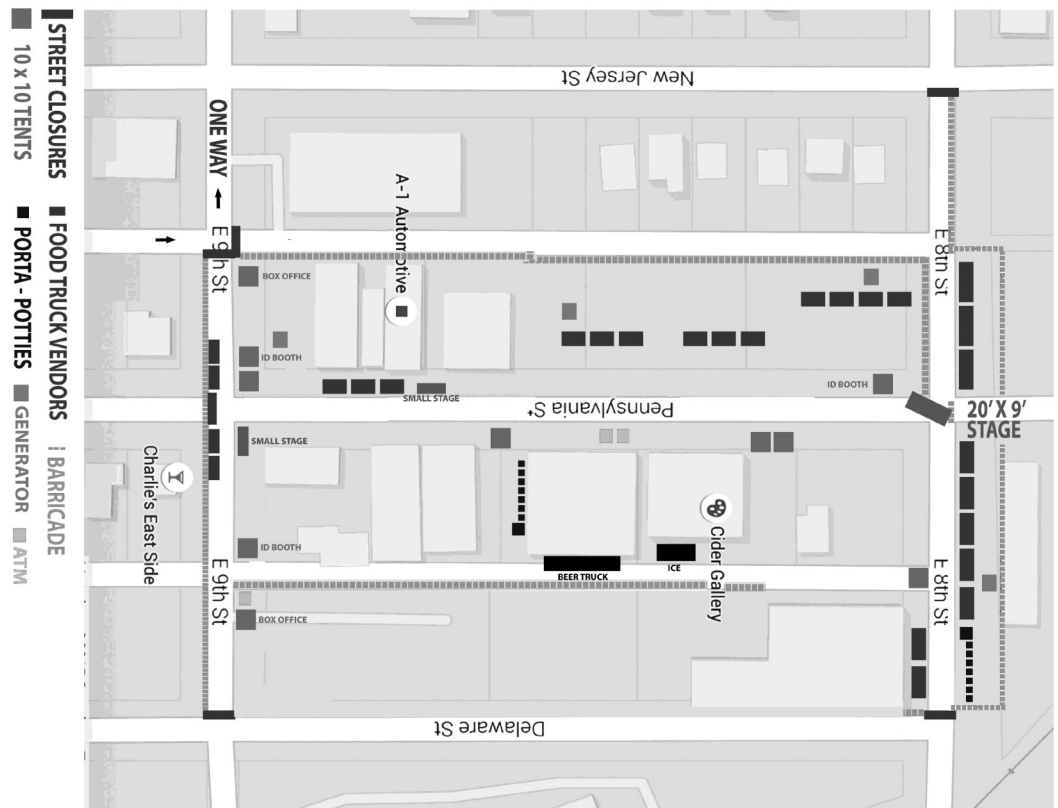 STREET CLOSURES
FOOD TRUCK VENDORS
BARRICADE
10 x 10 TENTS
PORTA - POTTIES
GENERATOR
ATM
New Jersey St
ONE WAY
A-1 Automotive
E 9th St
E 8th St
BOX OFFICE
ID BOOTH
SMALL STAGE
ID BOOTH
Pennsylvania St
20' X 9'
STAGE
SMALL STAGE
Charlie's East Side
Cider Gallery
ID BOOTH
BEER TRUCK
ICE
E 9th St
E 8th St
BOX OFFICE
Delaware St